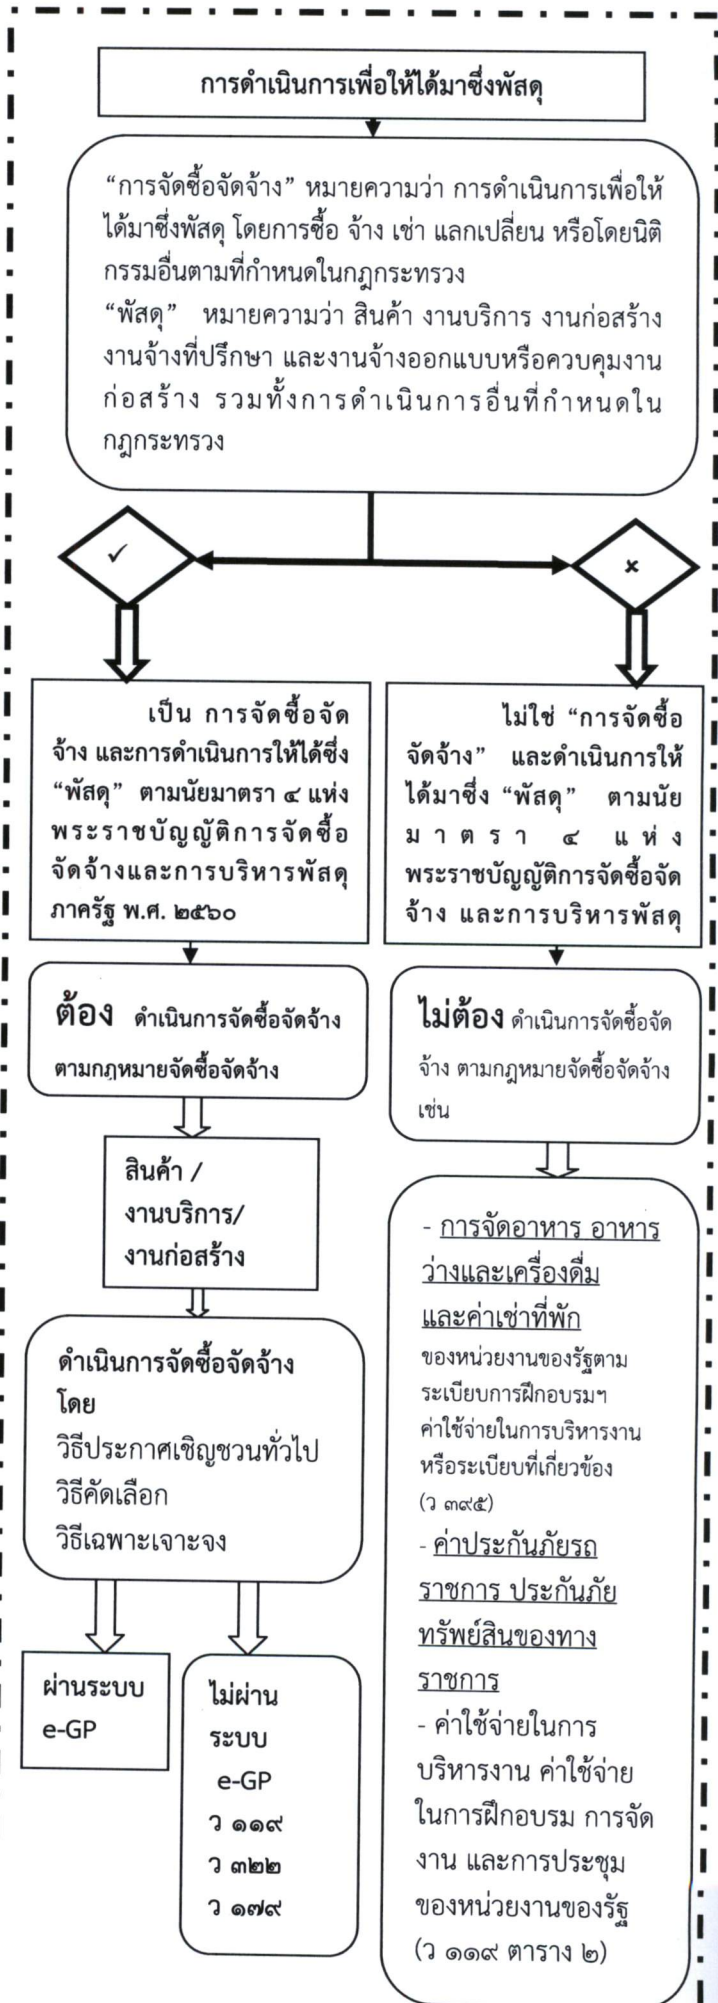 การดำเนินการเพื่อให้ได้มาซึ่งพัสดุ
“การจัดซื้อจัดจ้าง” หมายความว่า การดำเนินการเพื่อให้
ได้มาซึ่งพัสดุ โดยการซื้อ จ้าง เช่า แลกเปลี่ยน หรือโดยนิติ
กรรมอื่นตามที่กำหนดในกฎกระทรวง
“พัสดุ” หมายความว่า สินค้า งานบริการ งานก่อสร้าง
งานจ้างที่ปรึกษา และงานจ้างออกแบบหรือควบคุมงาน
ก่อสร้าง รวมทั้งการดำเนินการอื่นที่กำหนดใน
กฎกระทรวง
✓
✗
เป็น การจัดซื้อจัด
จ้าง และการดำเนินการให้ได้ซึ่ง
“พัสดุ” ตามนัยมาตรา ๔ แห่ง
พระราชบัญญัติการจัดซื้อ
จัดจ้างและการบริหารพัสดุ
ภาครัฐ พ.ศ. ๒๕๖๐
ไม่ใช่ “การจัดซื้อ
จัดจ้าง” และดำเนินการให้
ได้มาซึ่ง “พัสดุ” ตามนัย
มาตรา ๔ แห่ง
พระราชบัญญัติการจัดซื้อจัด
จ้าง และการบริหารพัสดุ
ต้อง ดำเนินการจัดซื้อจัดจ้าง
ตามกฎหมายจัดซื้อจัดจ้าง
ไม่ต้อง ดำเนินการจัดซื้อจัด
จ้าง ตามกฎหมายจัดซื้อจัดจ้าง
เช่น
สินค้า /
งานบริการ/
งานก่อสร้าง
ดำเนินการจัดซื้อจัดจ้าง
โดย
วิธีประกาศเชิญชวนทั่วไป
วิธีคัดเลือก
วิธีเฉพาะเจาะจง
ผ่านระบบ
e-GP
ไม่ผ่าน
ระบบ
e-GP
ว ๑๑๙
ว ๓๒๒
ว ๑๗๙
- การจัดอาหาร อาหาร
ว่างและเครื่องดื่ม
และค่าเช่าที่พัก
ของหน่วยงานของรัฐตาม
ระเบียบการฝึกอบรมฯ
ค่าใช้จ่ายในการบริหารงาน
หรือระเบียบที่เกี่ยวข้อง
(ว ๓๙๕)
- ค่าประกันภัยรถ
ราชการ ประกันภัย
ทรัพย์สินของทาง
ราชการ
- ค่าใช้จ่ายในการ
บริหารงาน ค่าใช้จ่าย
ในการฝึกอบรม การจัด
งาน และการประชุม
ของหน่วยงานของรัฐ
(ว ๑๑๙ ตาราง ๒)